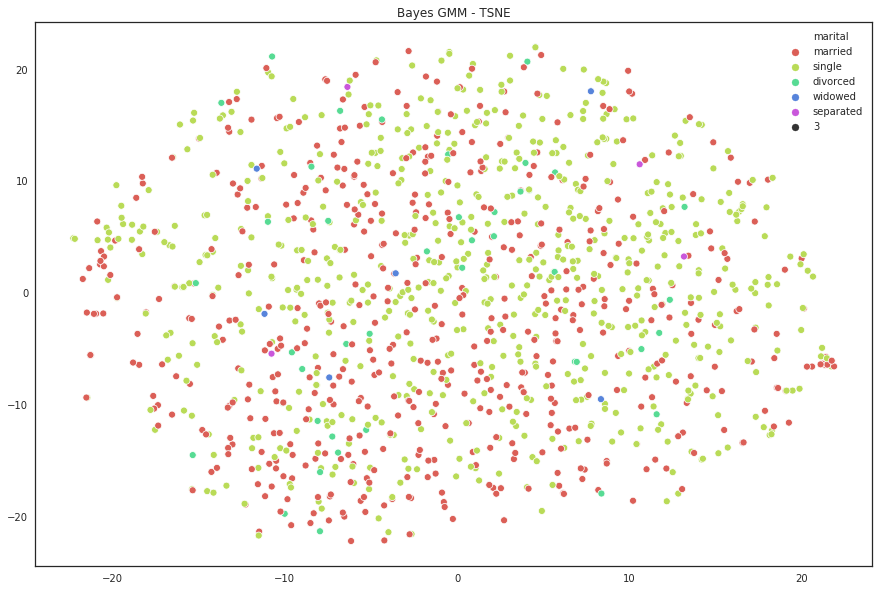 Bayes GMM - TSNE
marital
married
single
divorced
widowed
separated
3
20
10
0
−10
−20
−20
−10
0
10
20